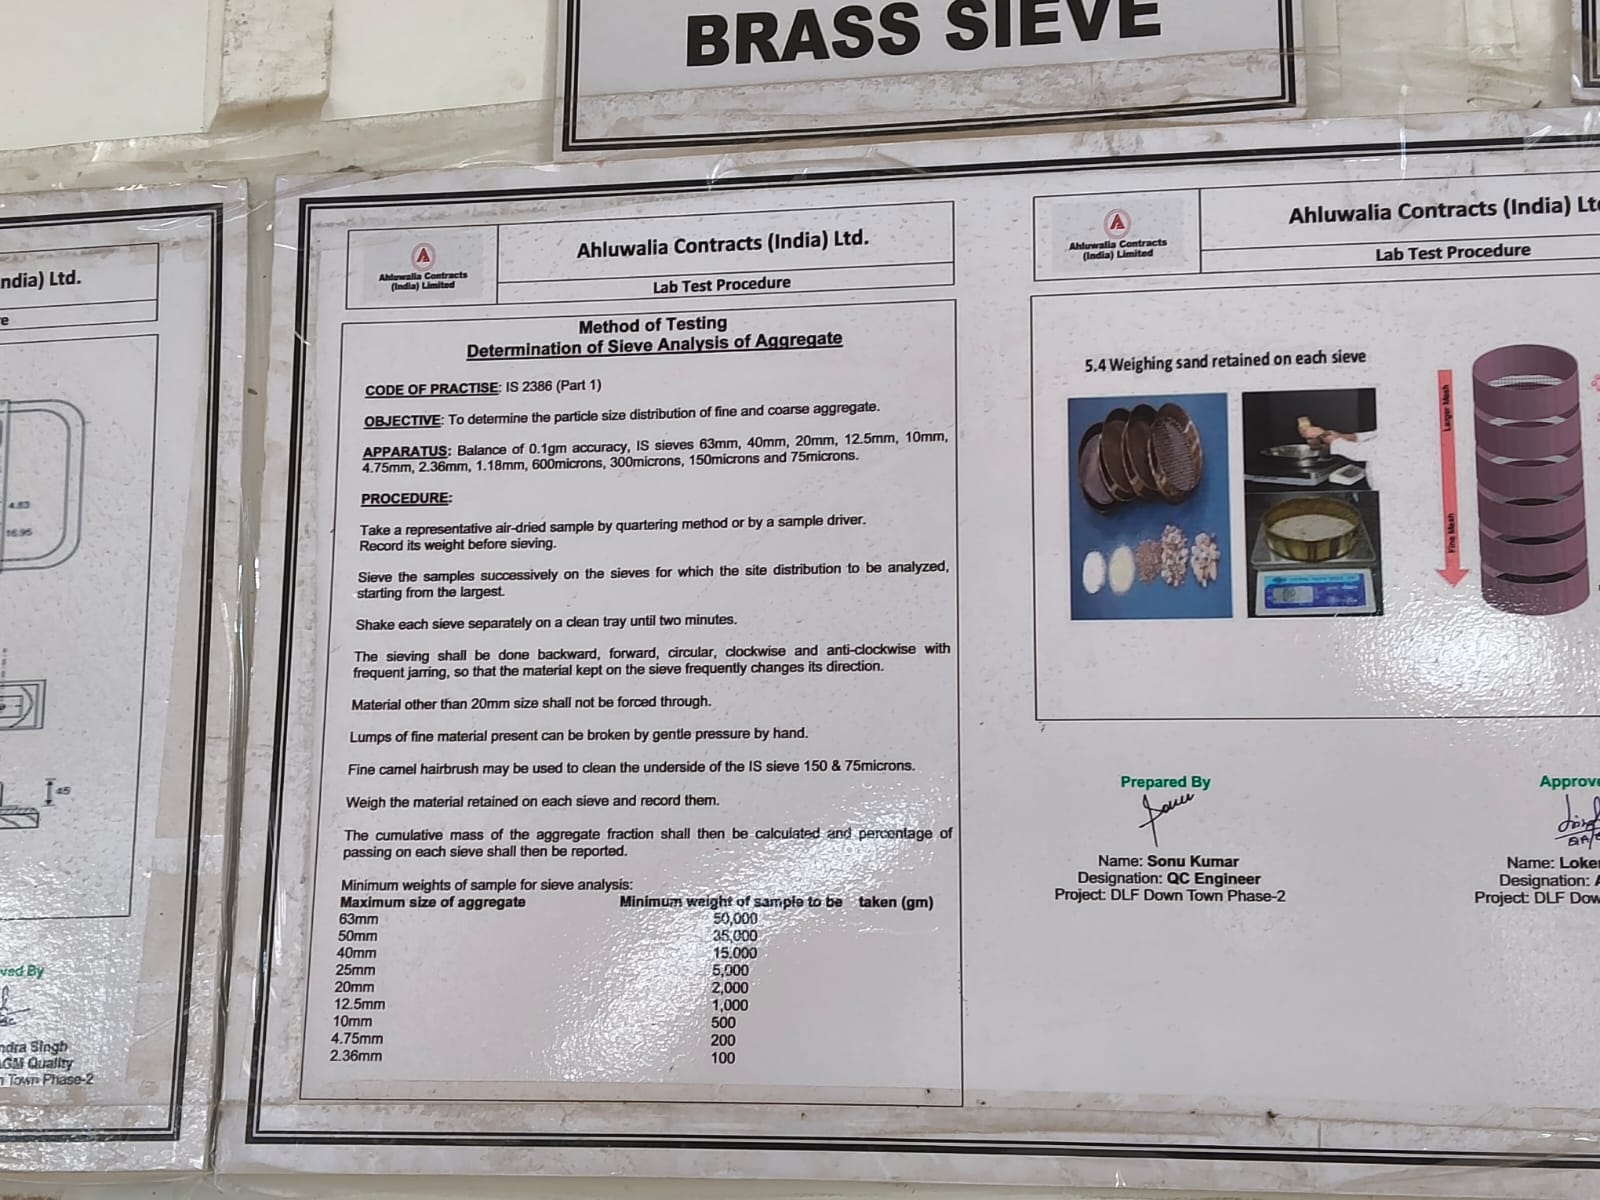 BRASS SIEVE
ndia) Ltd.
4.83
16.95
45
ved By
ndra Singh
GM Quality
n Town Phase-2
Ahluwalia Contracts
(India) Limited
Ahluwalia Contracts (India) Ltd.
Lab Test Procedure
Method of Testing
Determination of Sieve Analysis of Aggregate
CODE OF PRACTISE: IS 2386 (Part 1)
OBJECTIVE: To determine the particle size distribution of fine and coarse aggregate.
APPARATUS: Balance of 0.1gm accuracy, IS sieves 63mm, 40mm, 20mm, 12.5mm, 10mm,
4.75mm, 2.36mm, 1.18mm, 600microns, 300microns, 150microns and 75microns.
PROCEDURE:
Take a representative air-dried sample by quartering method or by a sample driver.
Record its weight before sieving.
Sieve the samples successively on the sieves for which the site distribution to be analyzed,
starting from the largest.
Shake each sieve separately on a clean tray until two minutes.
The sieving shall be done backward, forward, circular, clockwise and anti-clockwise with
frequent jarring, so that the material kept on the sieve frequently changes its direction.
Material other than 20mm size shall not be forced through.
Lumps of fine material present can be broken by gentle pressure by hand.
Fine camel hairbrush may be used to clean the underside of the IS sieve 150 & 75microns.
Weigh the material retained on each sieve and record them.
The cumulative mass of the aggregate fraction shall then be calculated and percentage of
passing on each sieve shall then be reported.
Minimum weights of sample for sieve analysis:
Maximum size of aggregate Minimum weight of sample to be taken (gm)
63mm 50,000
50mm 35,000
40mm 15.000
25mm 5,000
20mm 2,000
12.5mm 1,000
10mm 500
4.75mm 200
2.36mm 100
Ahluwalia Contracts
(India) Limited
Ahluwalia Contracts (India) Lt
Lab Test Procedure
5.4 Weighing sand retained on each sieve
Larger Mesh
Fine Mesh
Prepared By
Name: Sonu Kumar
Designation: QC Engineer
Project: DLF Down Town Phase-2
Approve
Name: Loke
Designation: A
Project: DLF Dow